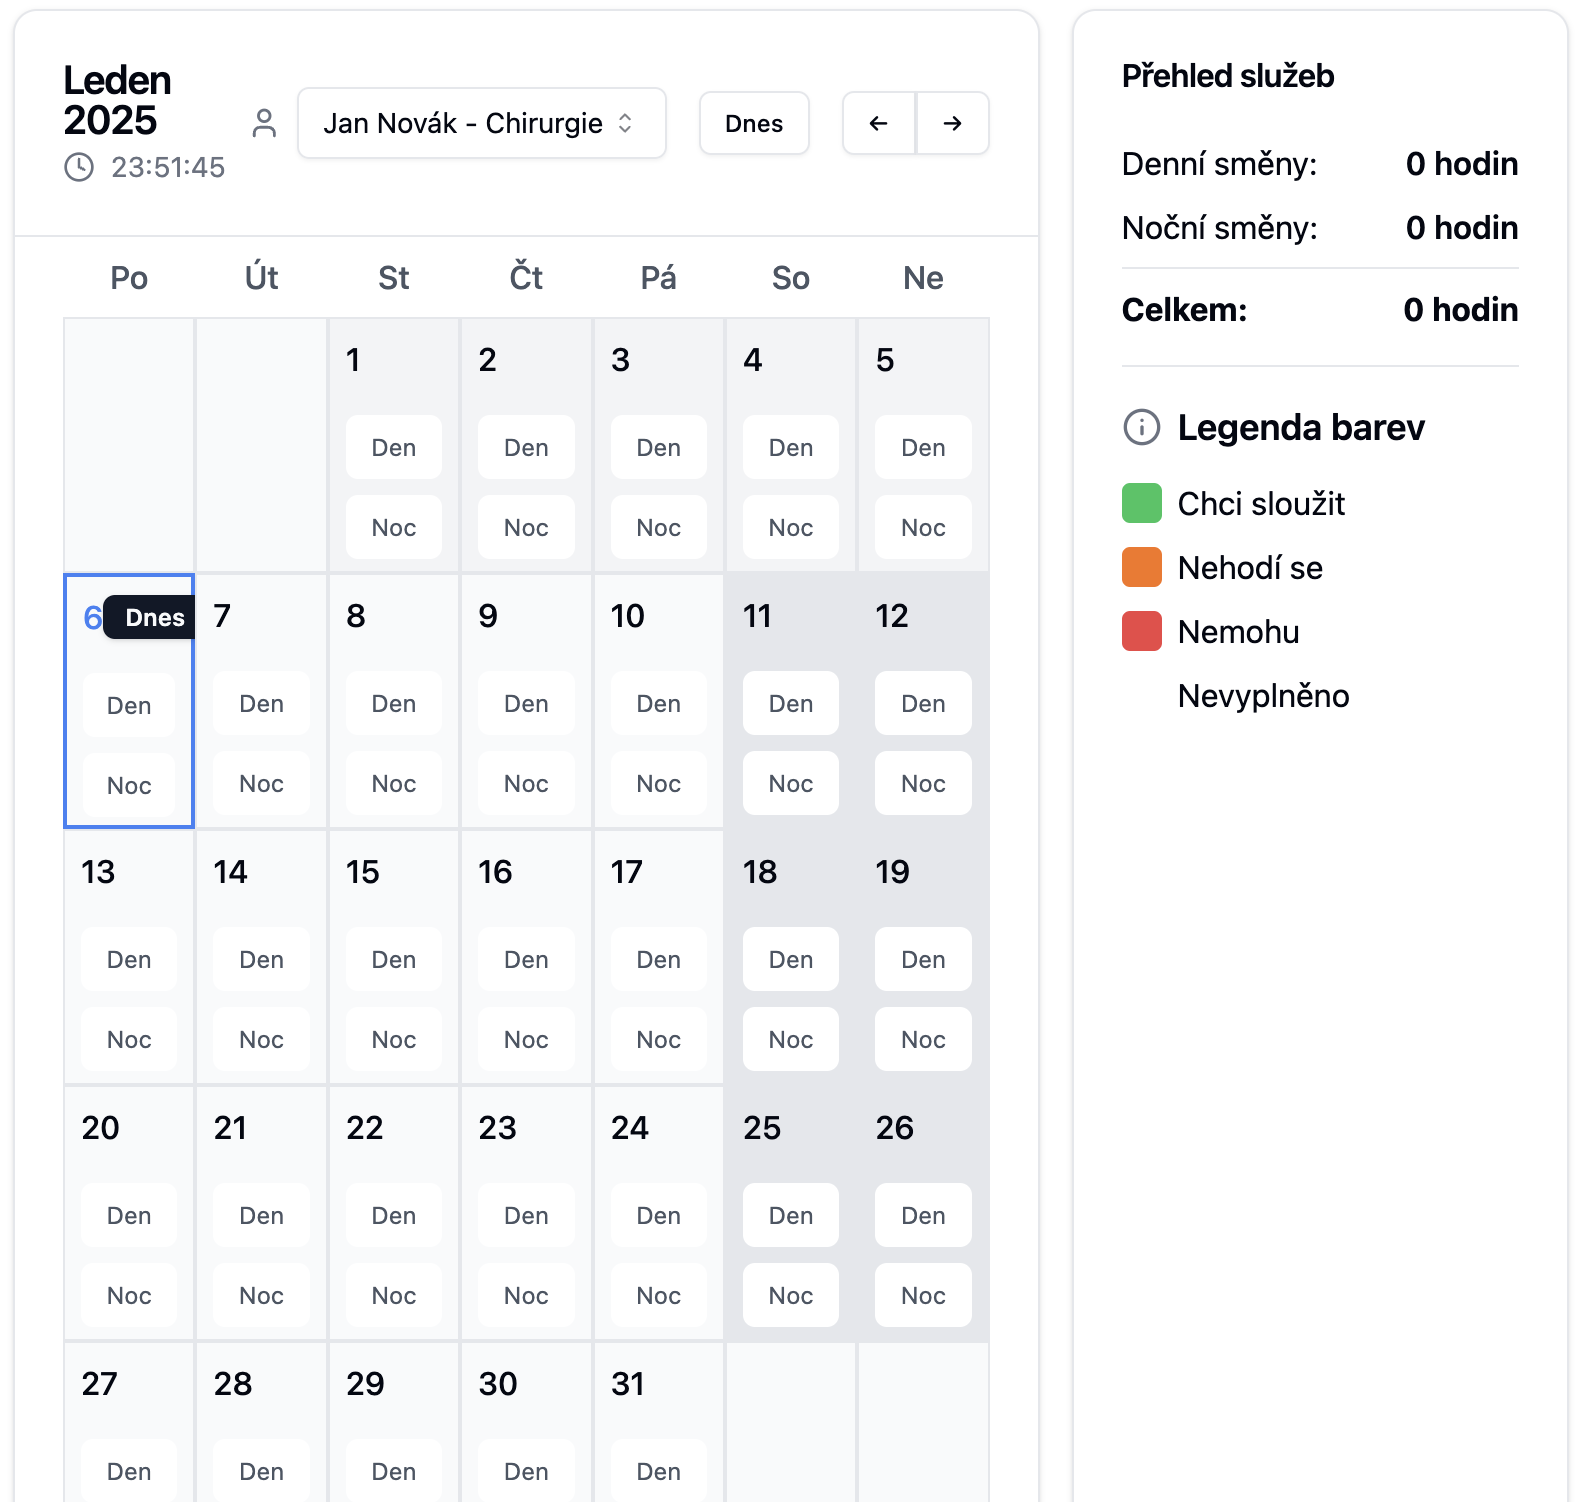 Leden
2025
23:51:45
Jan Novák - Chirurgie
Dnes
Po Út St Čt Pá So Ne
1 2 3 4 5
Den Den Den Den Den
Noc Noc Noc Noc Noc
6 Dnes 7 8 9 10 11 12
Den Den Den Den Den Den Den
Noc Noc Noc Noc Noc Noc Noc
13 14 15 16 17 18 19
Den Den Den Den Den Den Den
Noc Noc Noc Noc Noc Noc Noc
20 21 22 23 24 25 26
Den Den Den Den Den Den Den
Noc Noc Noc Noc Noc Noc Noc
27 28 29 30 31
Den Den Den Den Den
Přehled služeb
Denní směny: 0 hodin
Noční směny: 0 hodin
Celkem: 0 hodin
Legenda barev
Chci sloužit
Nehodí se
Nemohu
Nevyplněno